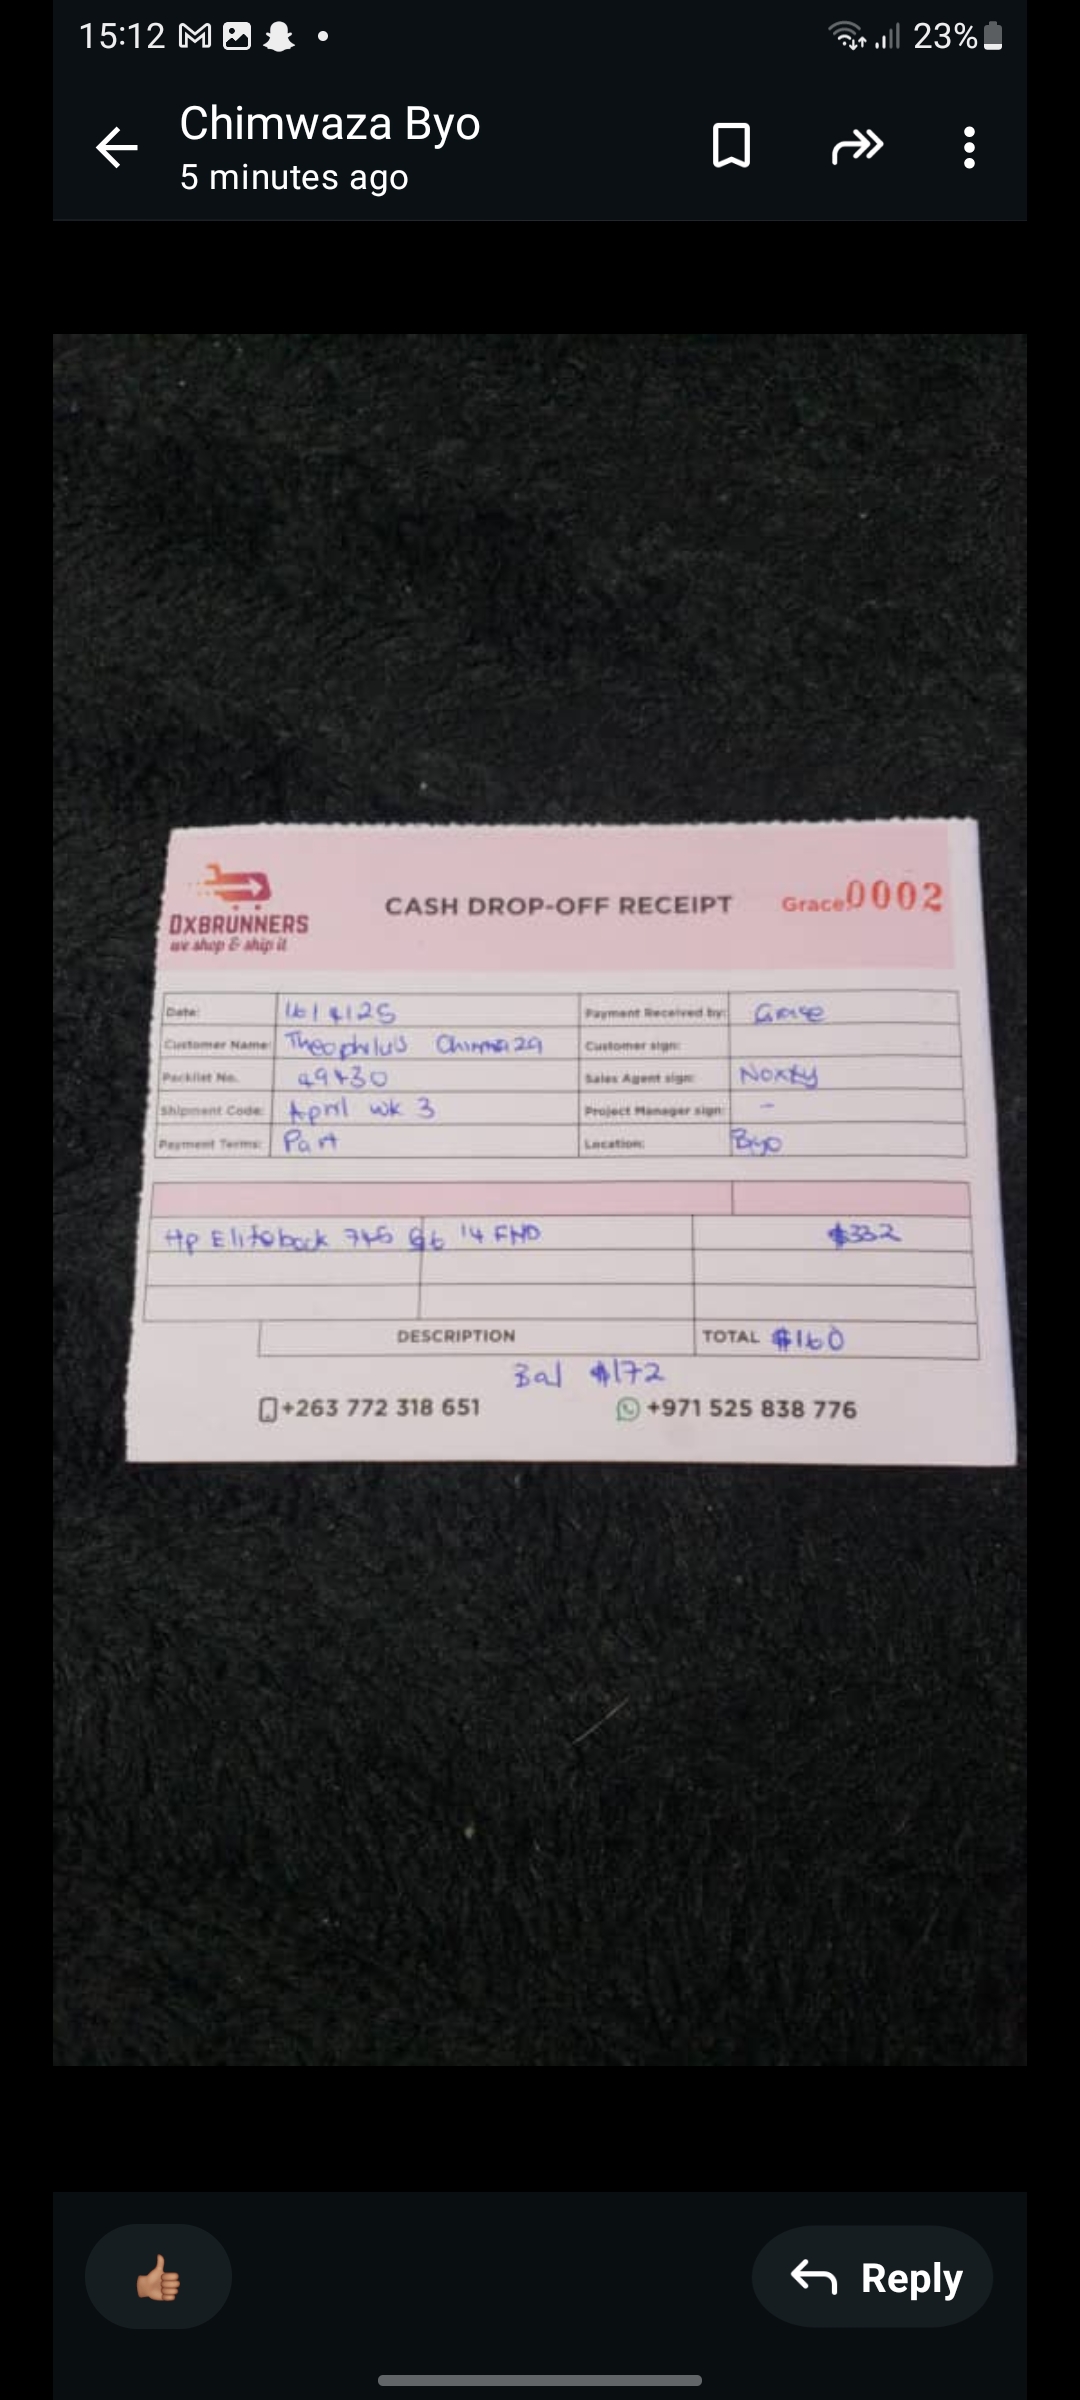 15:12
23%
Chimwaza Byo
5 minutes ago
OXBRUNNERS
we shop & ship it
CASH DROP-OFF RECEIPT
Grace 0002
Date: 16/4/25 Payment Received by: Grace
Customer Name: Theophilus Customer sign:
Packlist No. 49430 Sales Agent sign: Noxxy
Shipment Code: April wk 3 Project Manager sign: -
Payment Terms: Part Location: Byo
Hp Elitebook 745 G6 14 FHD $332
DESCRIPTION TOTAL $160
Bal $172
+263 772 318 651 +971 525 838 776
Reply